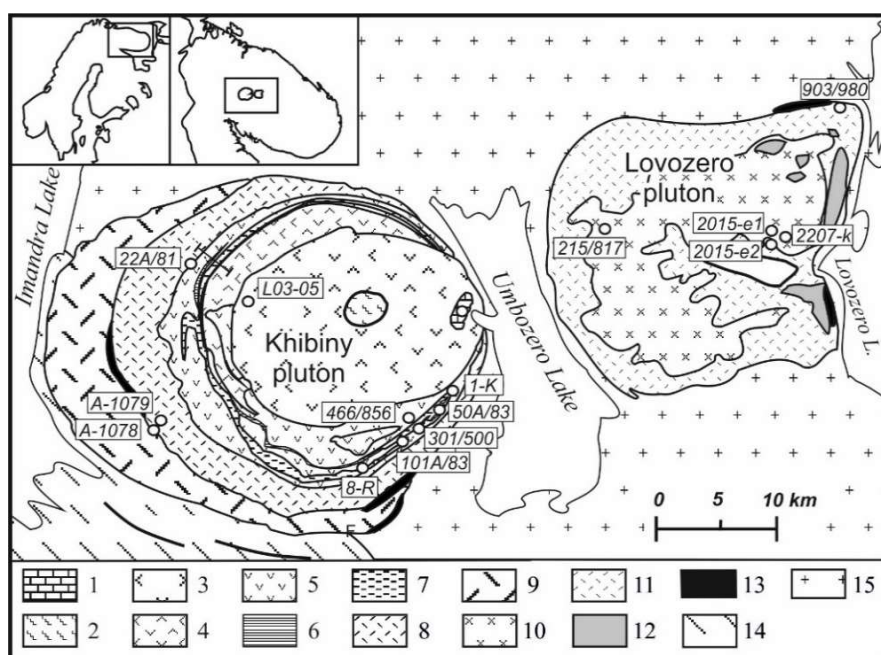 903/980
Lovozero
pluton
Imandra Lake
2015-e1
22A/81
215/817
2207-k
2015-e2
L03-05
Umbozero Lake
Lovozero L.
Khibiny
pluton
1-K
A-1079
466/856
50A/83
A-1078
301/500
101A/83
8-R
0 5 10 km
F
1 3 5 7 9 11 13 15
2 4 6 8 10 12 14